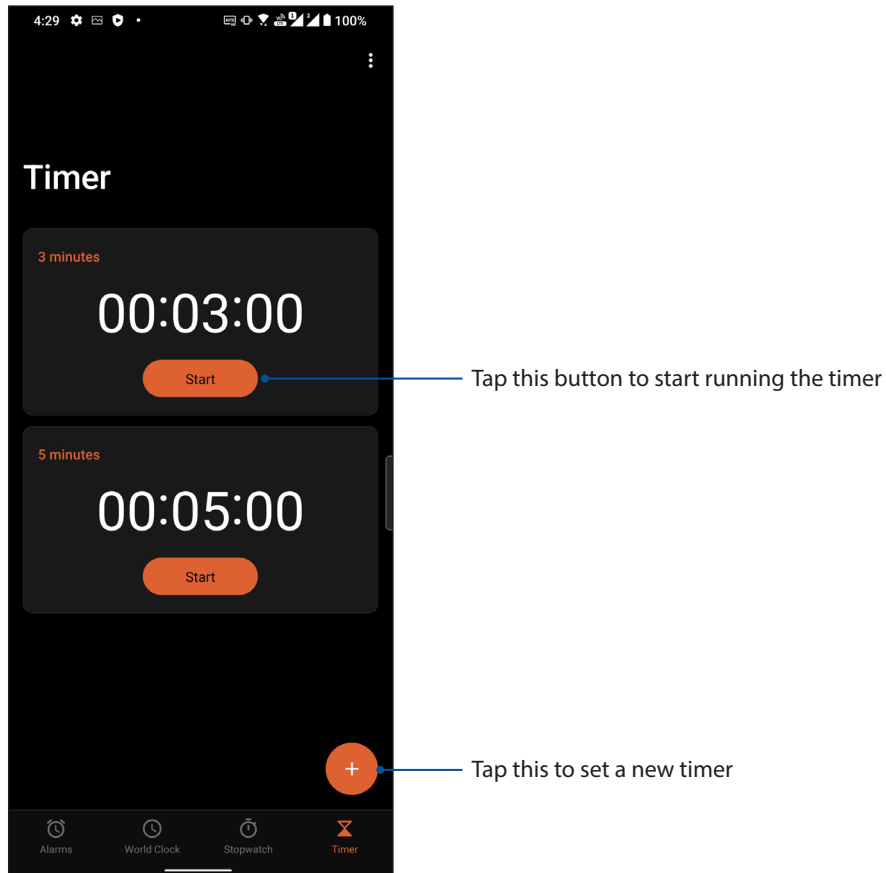 4:29 100%
Timer
3 minutes
00:03:00
Start
Tap this button to start running the timer
5 minutes
00:05:00
Start
+
Tap this to set a new timer
Alarms World Clock Stopwatch Timer